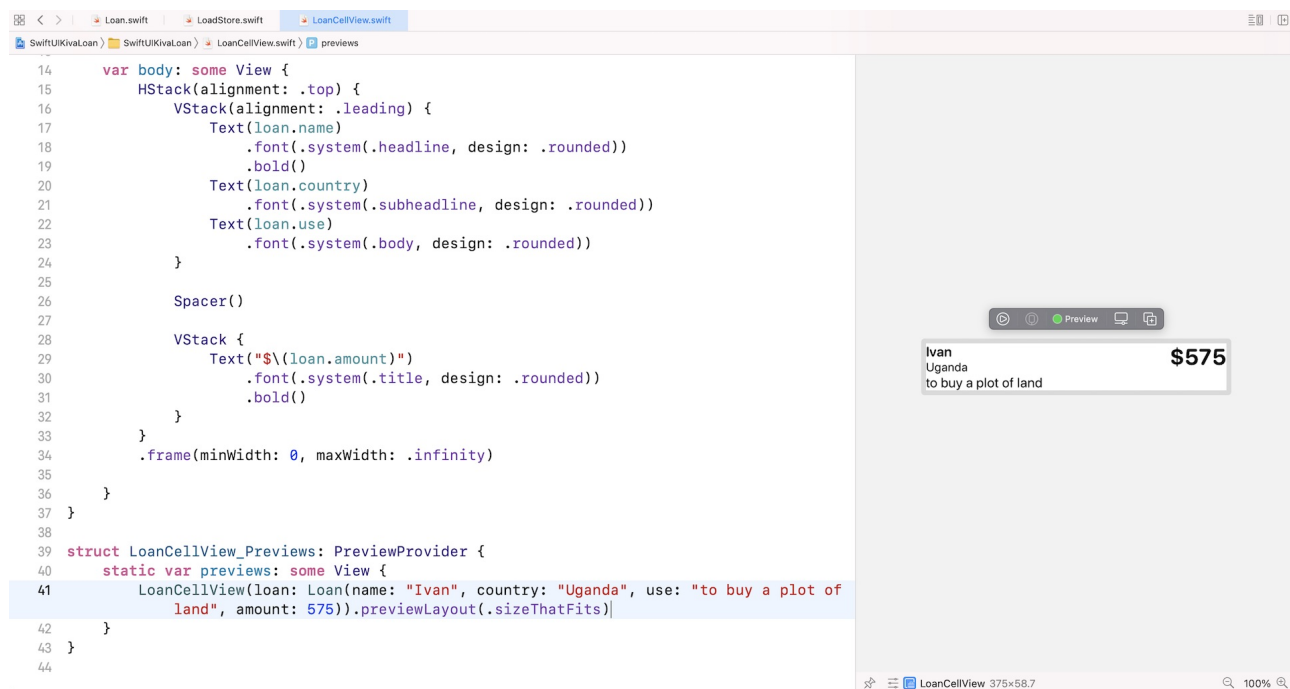 Loan.swift LoadStore.swift LoanCellView.swift
SwiftUIKivaLoan SwiftUIKivaLoan LoanCellView.swift P previews
14 var body: some View {
15 HStack(alignment: .top) {
16 VStack(alignment: .leading) {
17 Text(loan.name)
18 .font(.system(.headline, design: .rounded))
19 .bold()
20 Text(loan.country)
21 .font(.system(.subheadline, design: .rounded))
22 Text(loan.use)
23 .font(.system(.body, design: .rounded))
24 }
25
26 Spacer()
27
28 VStack {
29 Text("$\(loan.amount)")
30 .font(.system(.title, design: .rounded))
31 .bold()
32 }
33 }
34 .frame(minWidth: 0, maxWidth: .infinity)
35
36 }
37 }
38
39 struct LoanCellView_Previews: PreviewProvider {
40 static var previews: some View {
41 LoanCellView(loan: Loan(name: "Ivan", country: "Uganda", use: "to buy a plot of
land", amount: 575)).previewLayout(.sizeThatFits)
42 }
43 }
44
Preview
Ivan $575
Uganda
to buy a plot of land
LoanCellView 375×58.7 100%